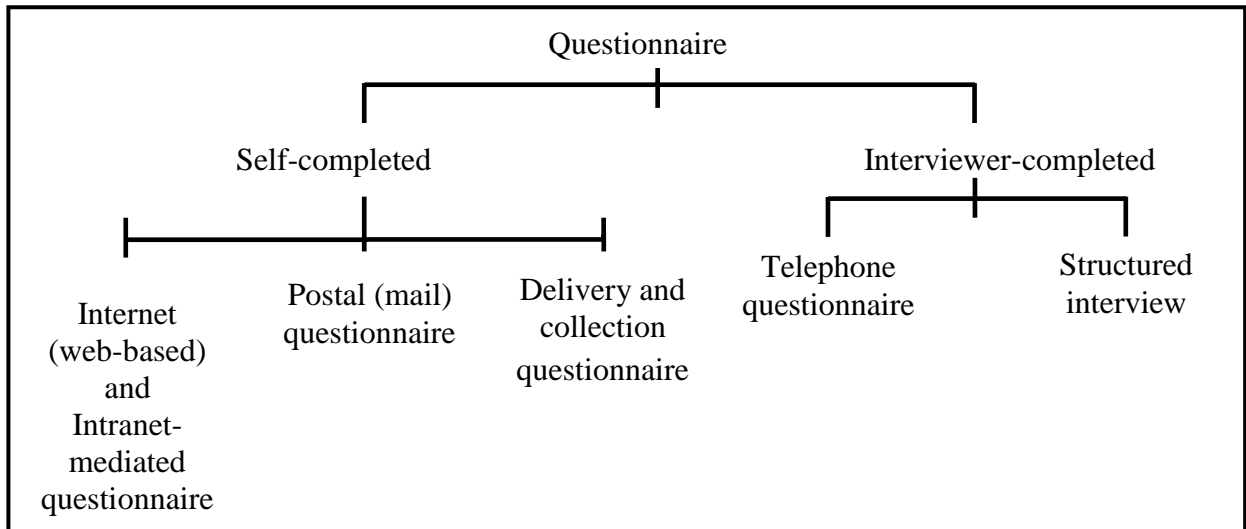 Questionnaire
Self-completed
Interviewer-completed
Internet
(web-based)
and
Intranet-
mediated
questionnaire
Postal (mail)
questionnaire
Delivery and
collection
questionnaire
Telephone
questionnaire
Structured
interview